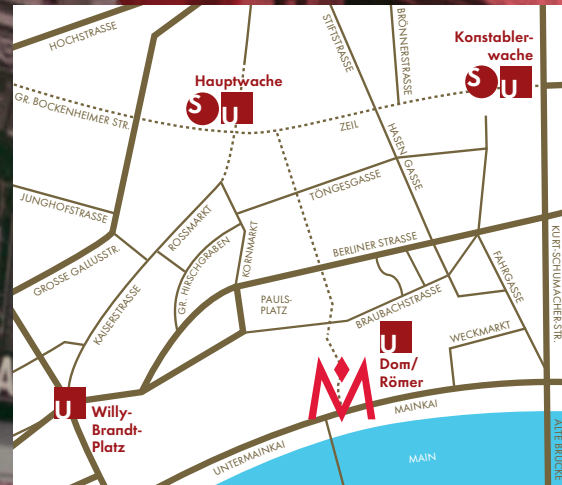 HOCHSTRASSE
STIFTSTRASSE
BRÖNNERSTRASSE
Konstabler-
wache
S U
Hauptwache
S U
GR. BOCKENHEIMER STR.
ZEIL
HASEN
GASSE
TÖNGESGASSE
JUNGHOFSTRASSE
ROSSMARKT
KORNMARKT
GR. HIRSCHGRABEN
BERLINER STRASSE
GROSSE GALLUSSTR.
KAISERSTRASSE
FAHRGASSE
KURT-SCHUMACHER-STR.
PAULS-
PLATZ
BRAUBACHSTRASSE
WECKMARKT
U
Dom/
Römer
M
U
Willy-
Brandt-
Platz
MAINKAI
UNTERMAINKAI
MAIN
ALTE BRÜCKE